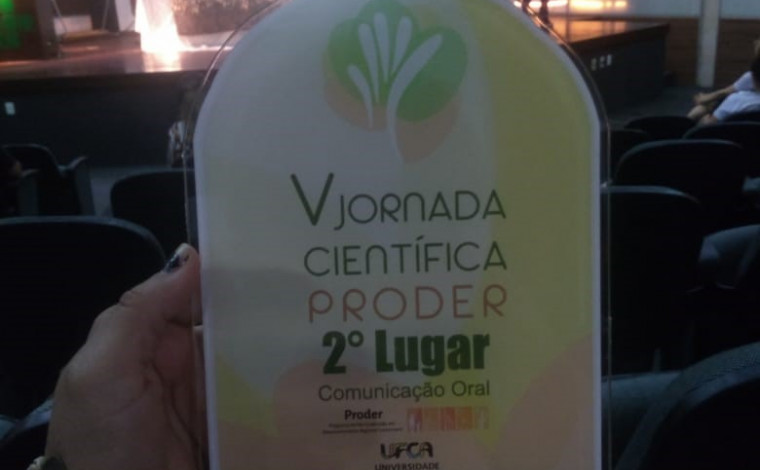 V JORNADA
CIENTÍFICA
PRODER
2° Lugar
Comunicação Oral
Proder
UFCA
UNIVERSIDADE